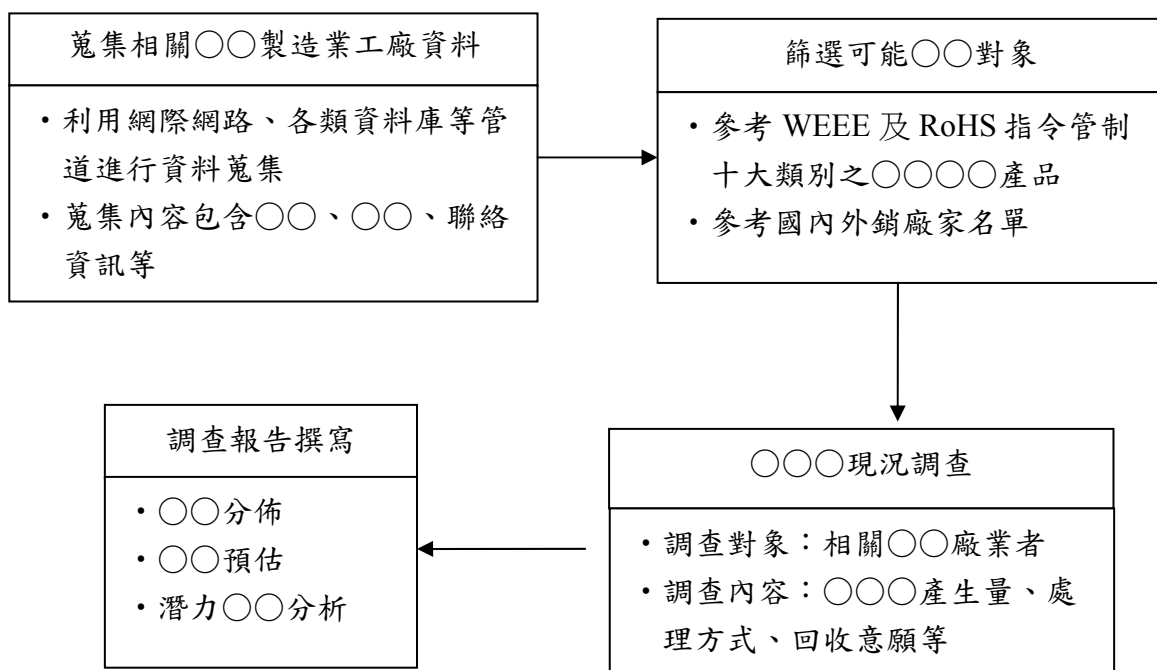 蒐集相關○○製造業工廠資料
・利用網際網路、各類資料庫等管
道進行資料蒐集
・蒐集內容包含○○、○○、聯絡
資訊等
篩選可能○○對象
・參考 WEEE 及 RoHS 指令管制
十大類別之○○○○產品
・參考國內外銷廠家名單
○○○現況調查
・調查對象：相關○○廠業者
・調查內容：○○○產生量、處
理方式、回收意願等
調查報告撰寫
・○○分佈
・○○預估
・潛力○○分析